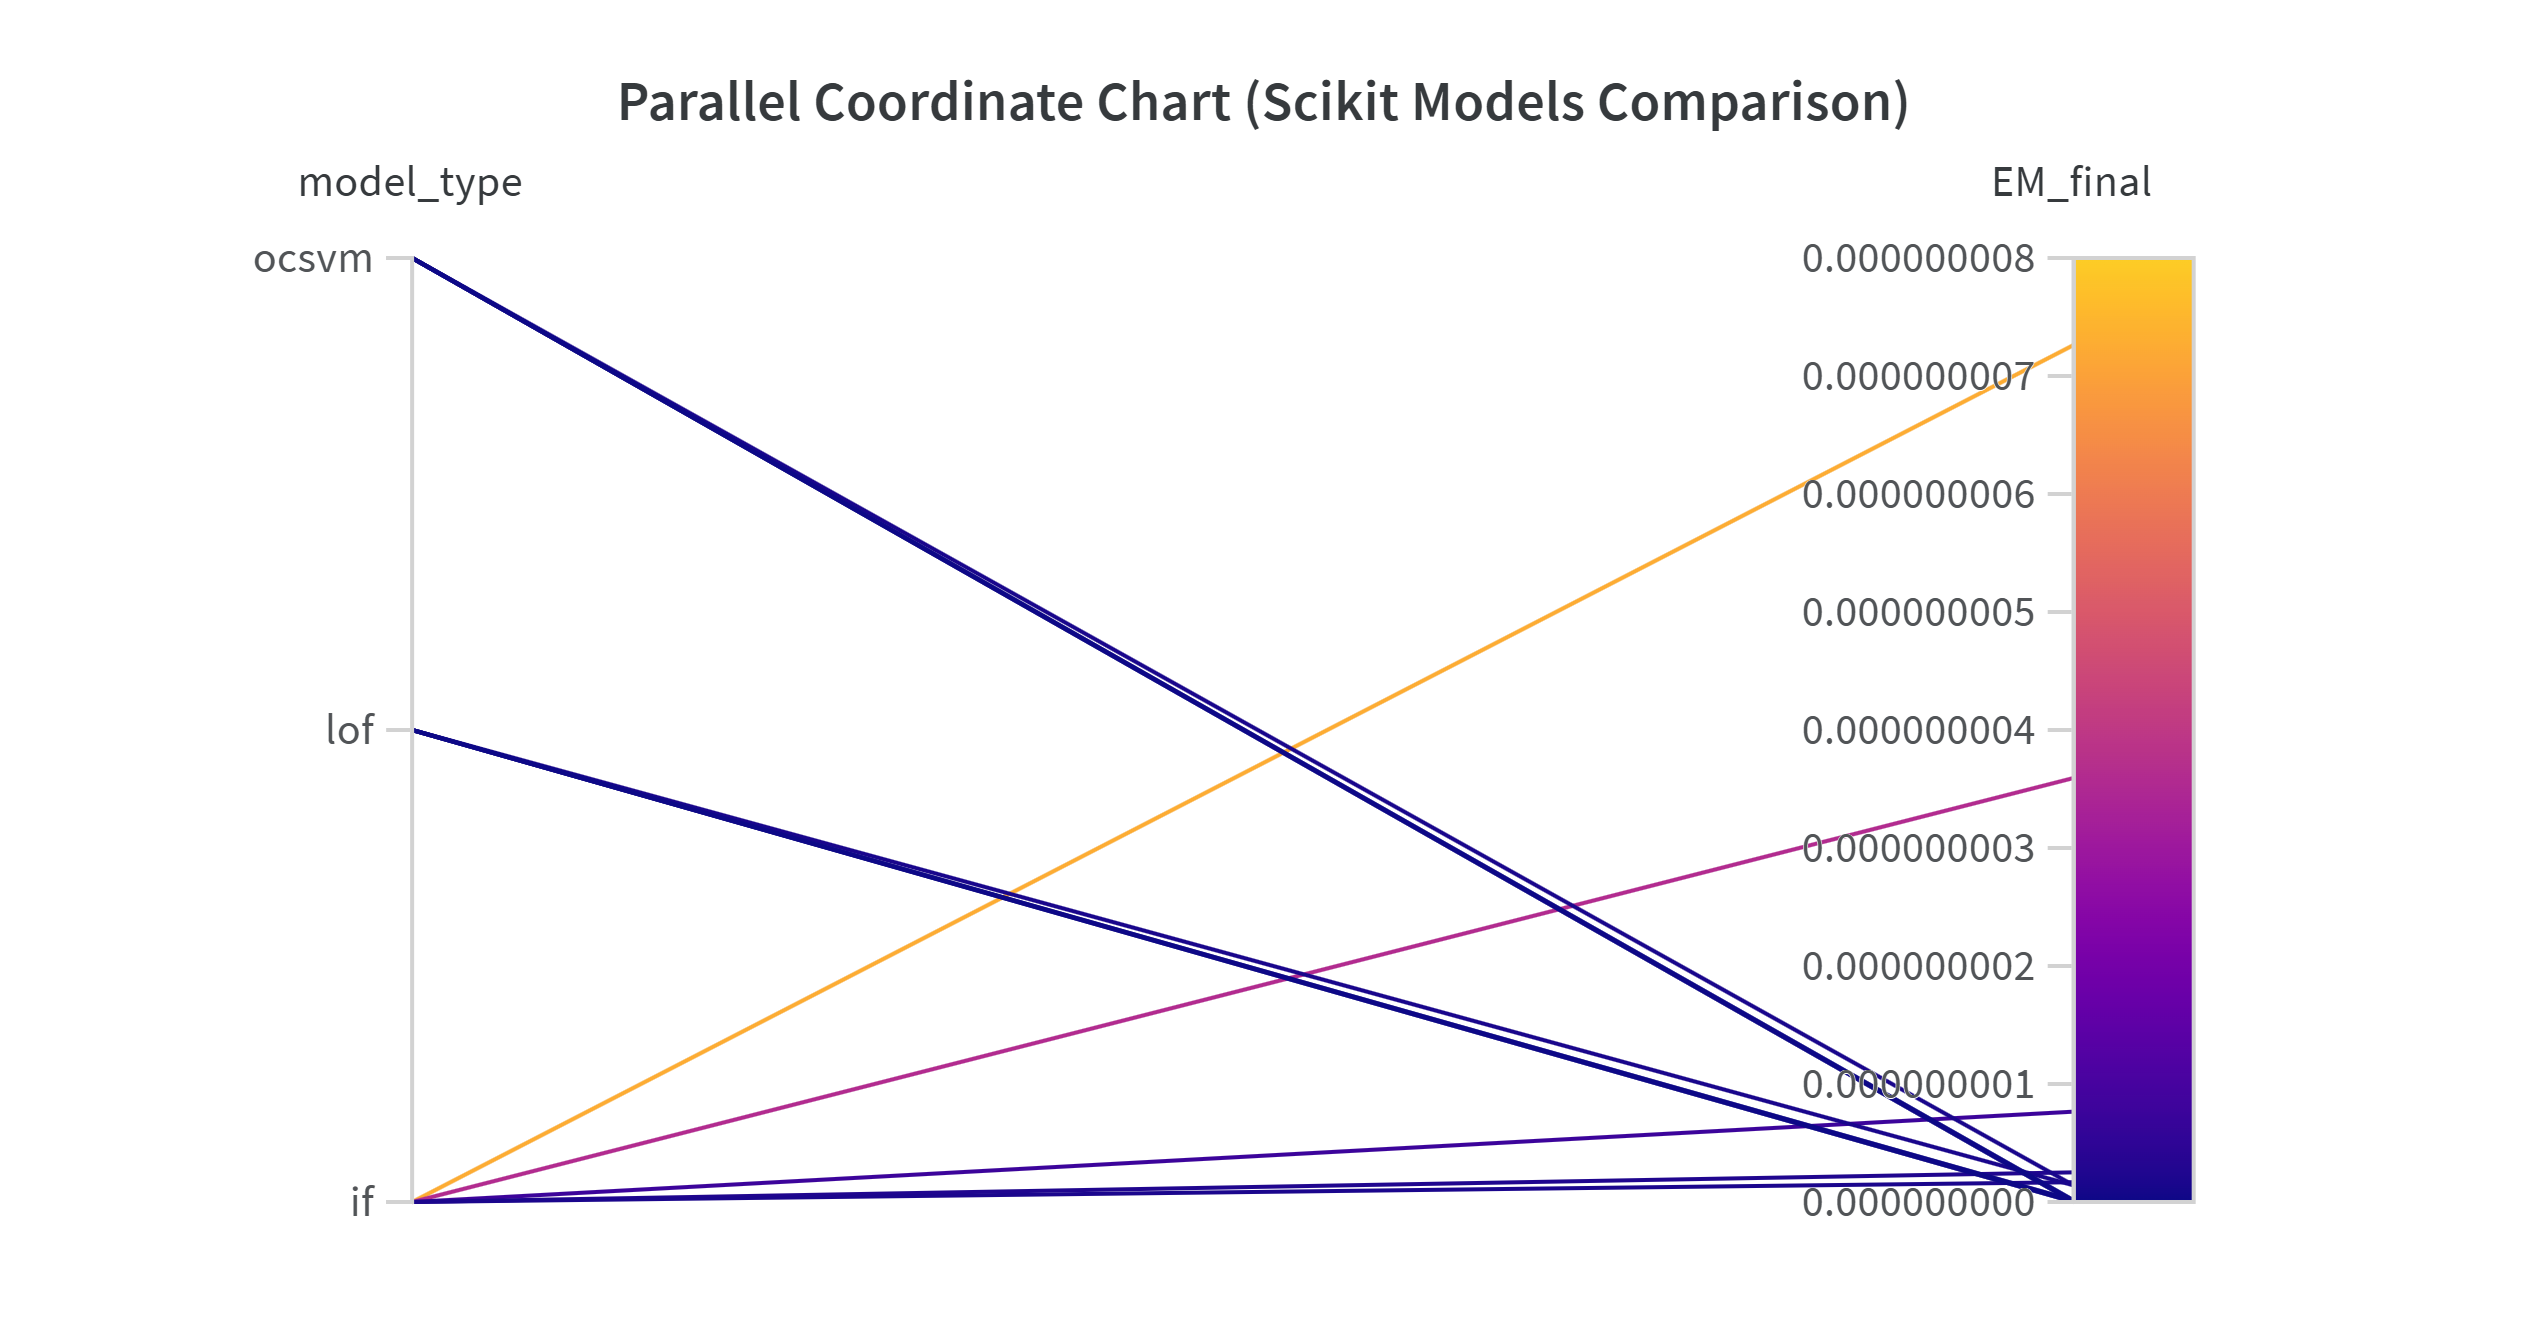 Parallel Coordinate Chart (Scikit Models Comparison)
model_type
EM_final
ocsvm
lof
if
0.000000008
0.000000007
0.000000006
0.000000005
0.000000004
0.000000003
0.000000002
0.000000001
0.000000000